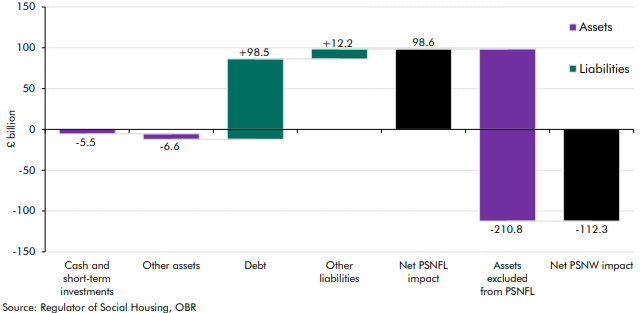 150
100
50
0
-50
-100
-150
£ billion
Assets
Liabilities
-5.5
-6.6
+98.5
+12.2
98.6
-210.8
-112.3
Cash and
short-term
investments
Other assets
Debt
Other
liabilities
Net PSNFL
impact
Assets
excluded
from PSNFL
Net PSNW impact
Source: Regulator of Social Housing, OBR